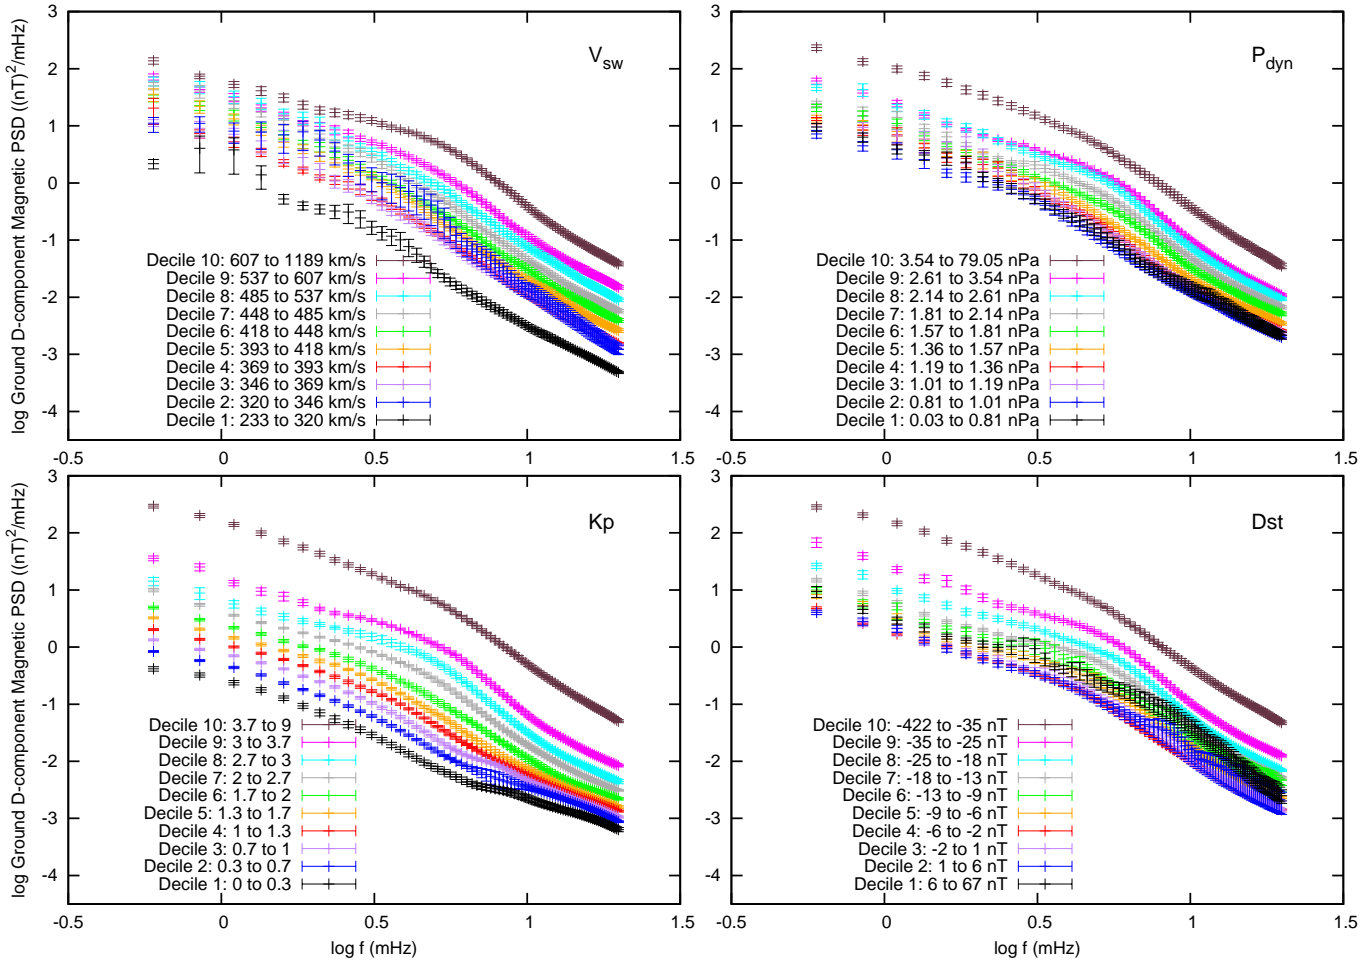 log Ground D-component Magnetic PSD ((nT)²/mHz)
3
2
1
0
-1
-2
-3
-4
V_sw
Decile 10: 607 to 1189 km/s
Decile 9: 537 to 607 km/s
Decile 8: 485 to 537 km/s
Decile 7: 448 to 485 km/s
Decile 6: 418 to 448 km/s
Decile 5: 393 to 418 km/s
Decile 4: 369 to 393 km/s
Decile 3: 346 to 369 km/s
Decile 2: 320 to 346 km/s
Decile 1: 233 to 320 km/s
-0.5 0 0.5 1 1.5
3
2
1
0
-1
-2
-3
-4
P_dyn
Decile 10: 3.54 to 79.05 nPa
Decile 9: 2.61 to 3.54 nPa
Decile 8: 2.14 to 2.61 nPa
Decile 7: 1.81 to 2.14 nPa
Decile 6: 1.57 to 1.81 nPa
Decile 5: 1.36 to 1.57 nPa
Decile 4: 1.19 to 1.36 nPa
Decile 3: 1.01 to 1.19 nPa
Decile 2: 0.81 to 1.01 nPa
Decile 1: 0.03 to 0.81 nPa
-0.5 0 0.5 1 1.5
log Ground D-component Magnetic PSD ((nT)²/mHz)
3
2
1
0
-1
-2
-3
-4
Kp
Decile 10: 3.7 to 9
Decile 9: 3 to 3.7
Decile 8: 2.7 to 3
Decile 7: 2 to 2.7
Decile 6: 1.7 to 2
Decile 5: 1.3 to 1.7
Decile 4: 1 to 1.3
Decile 3: 0.7 to 1
Decile 2: 0.3 to 0.7
Decile 1: 0 to 0.3
-0.5 0 0.5 1 1.5
log f (mHz)
3
2
1
0
-1
-2
-3
-4
Dst
Decile 10: -422 to -35 nT
Decile 9: -35 to -25 nT
Decile 8: -25 to -18 nT
Decile 7: -18 to -13 nT
Decile 6: -13 to -9 nT
Decile 5: -9 to -6 nT
Decile 4: -6 to -2 nT
Decile 3: -2 to 1 nT
Decile 2: 1 to 6 nT
Decile 1: 6 to 67 nT
-0.5 0 0.5 1 1.5
log f (mHz)